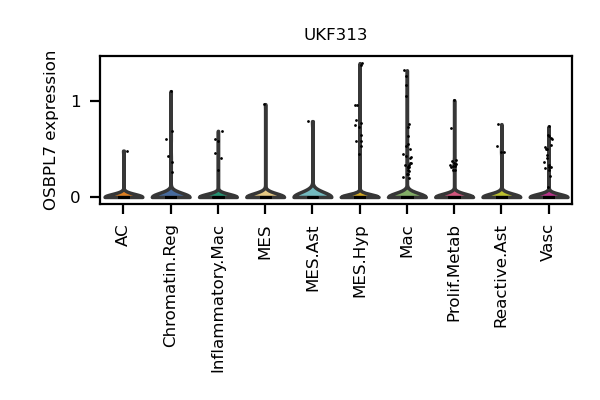 UKF313
OSBPL7 expression
1
0
AC
Chromatin.Reg
Inflammatory.Mac
MES
MES.Ast
MES.Hyp
Mac
Prolif.Metab
Reactive.Ast
Vasc